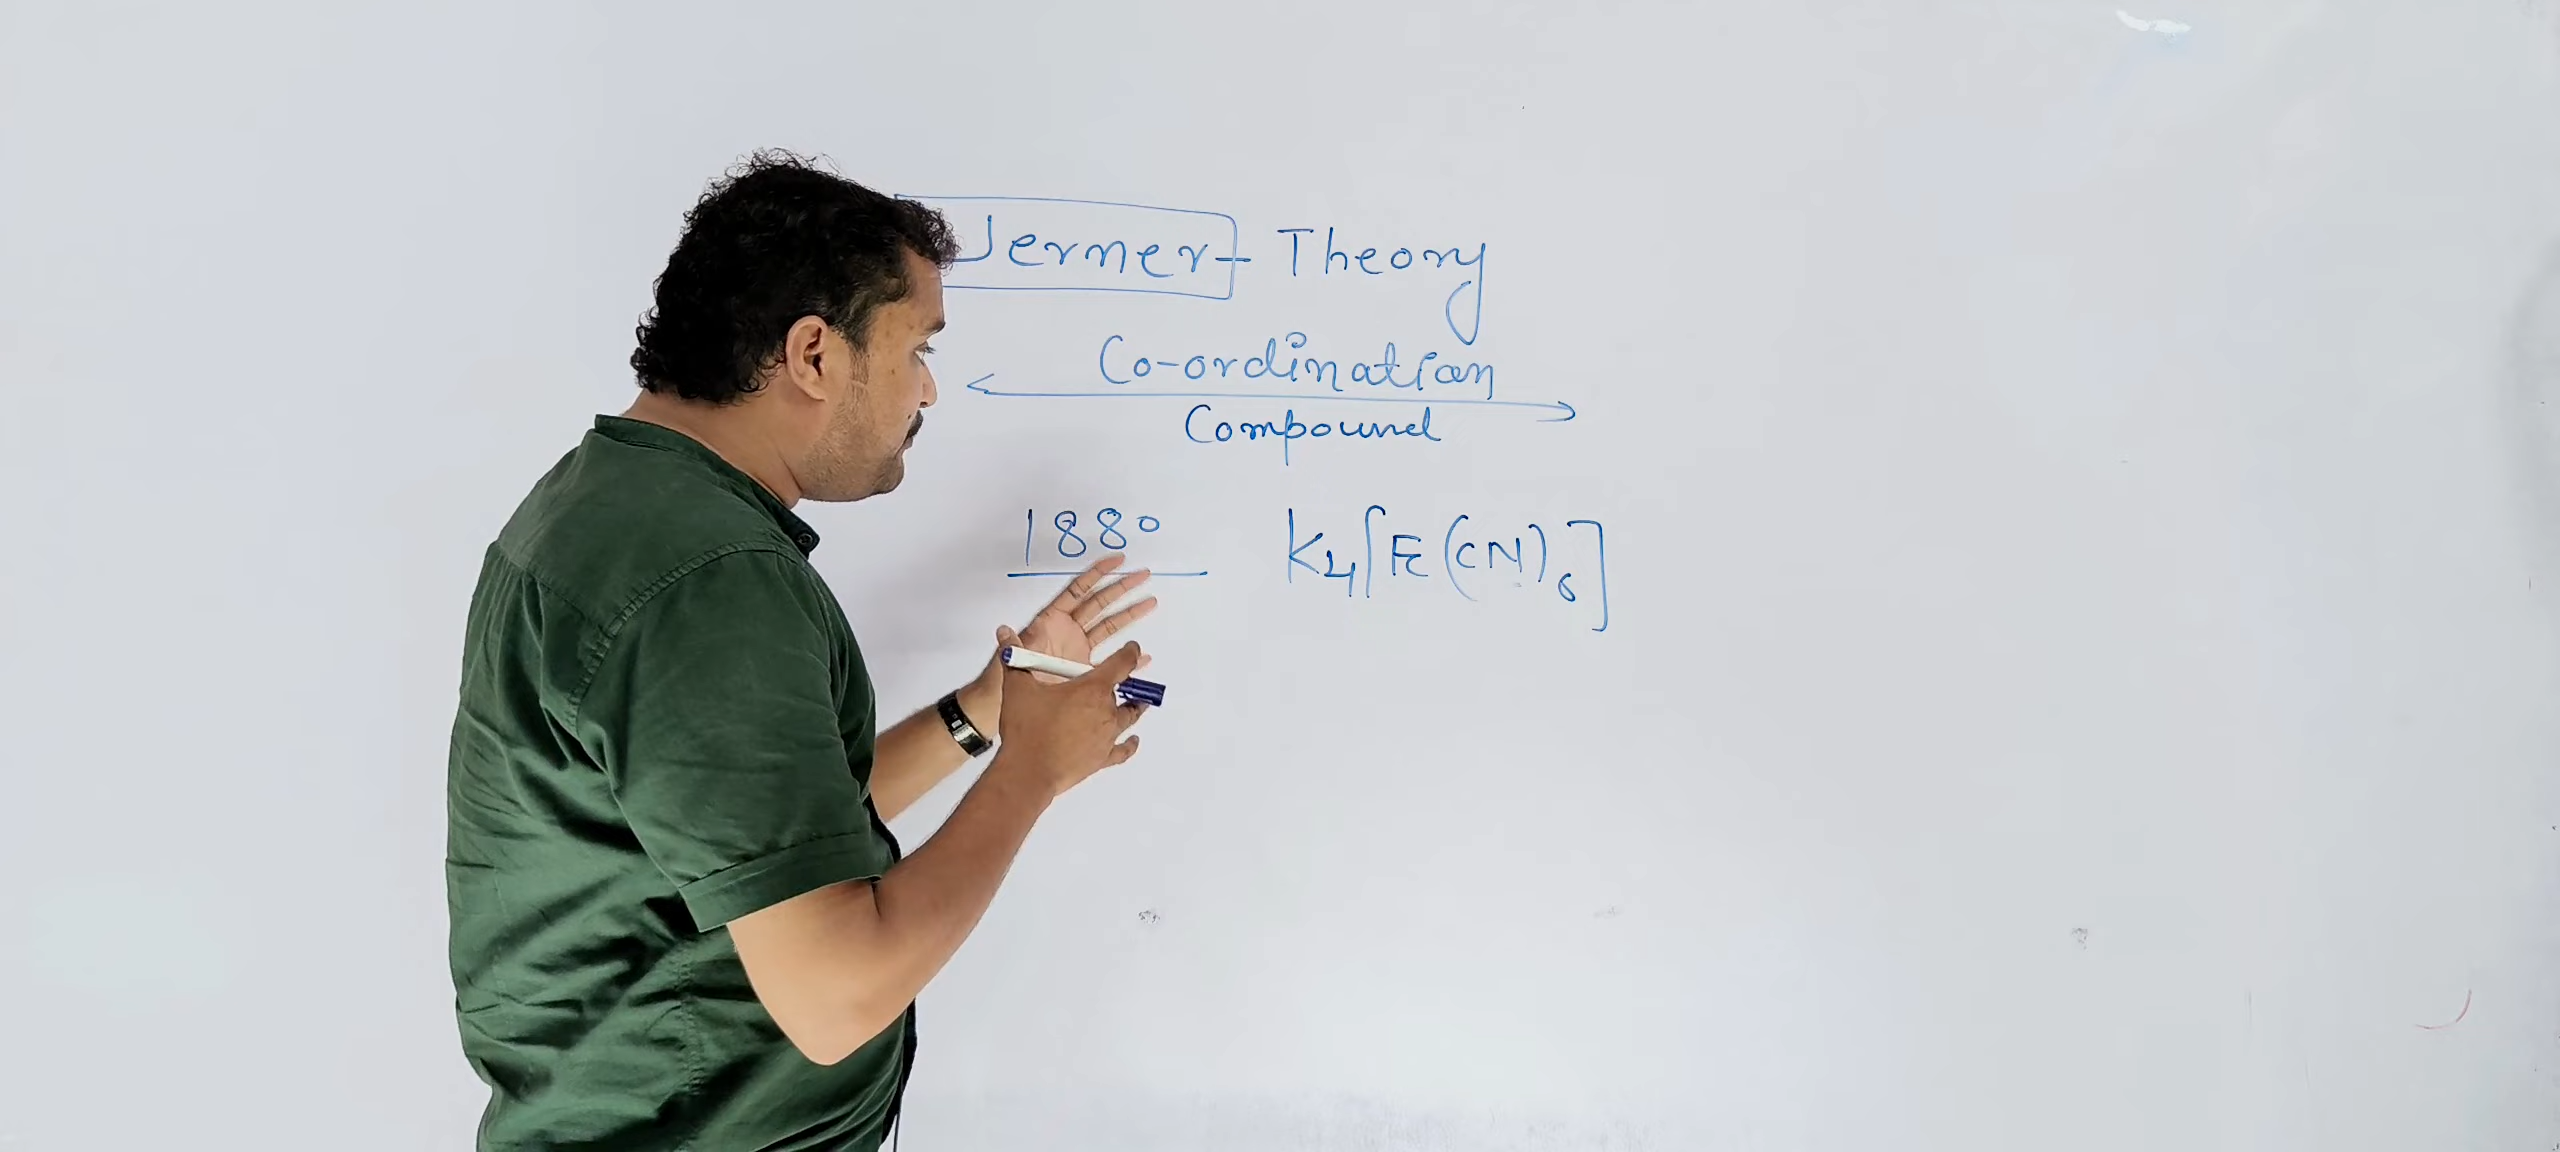 Werner - Theory
Co-ordination
Compound
1880 K4[Fe(CN)6]